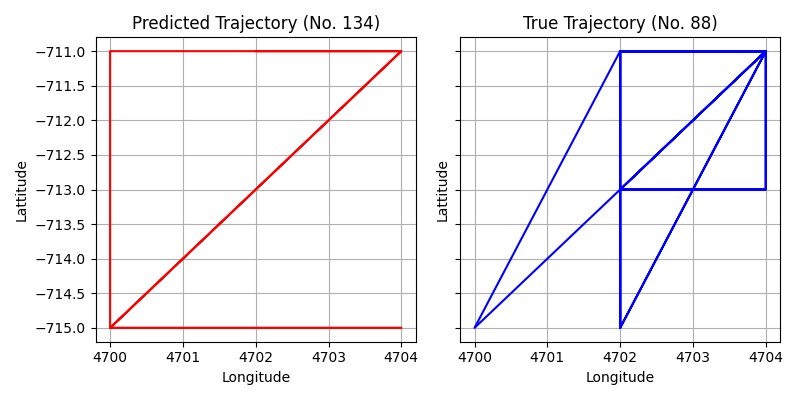 Predicted Trajectory (No. 134)
True Trajectory (No. 88)
−711.0
−711.5
−712.0
−712.5
−713.0
−713.5
−714.0
−714.5
−715.0
Lattitude
Lattitude
4700 4701 4702 4703 4704
4700 4701 4702 4703 4704
Longitude
Longitude